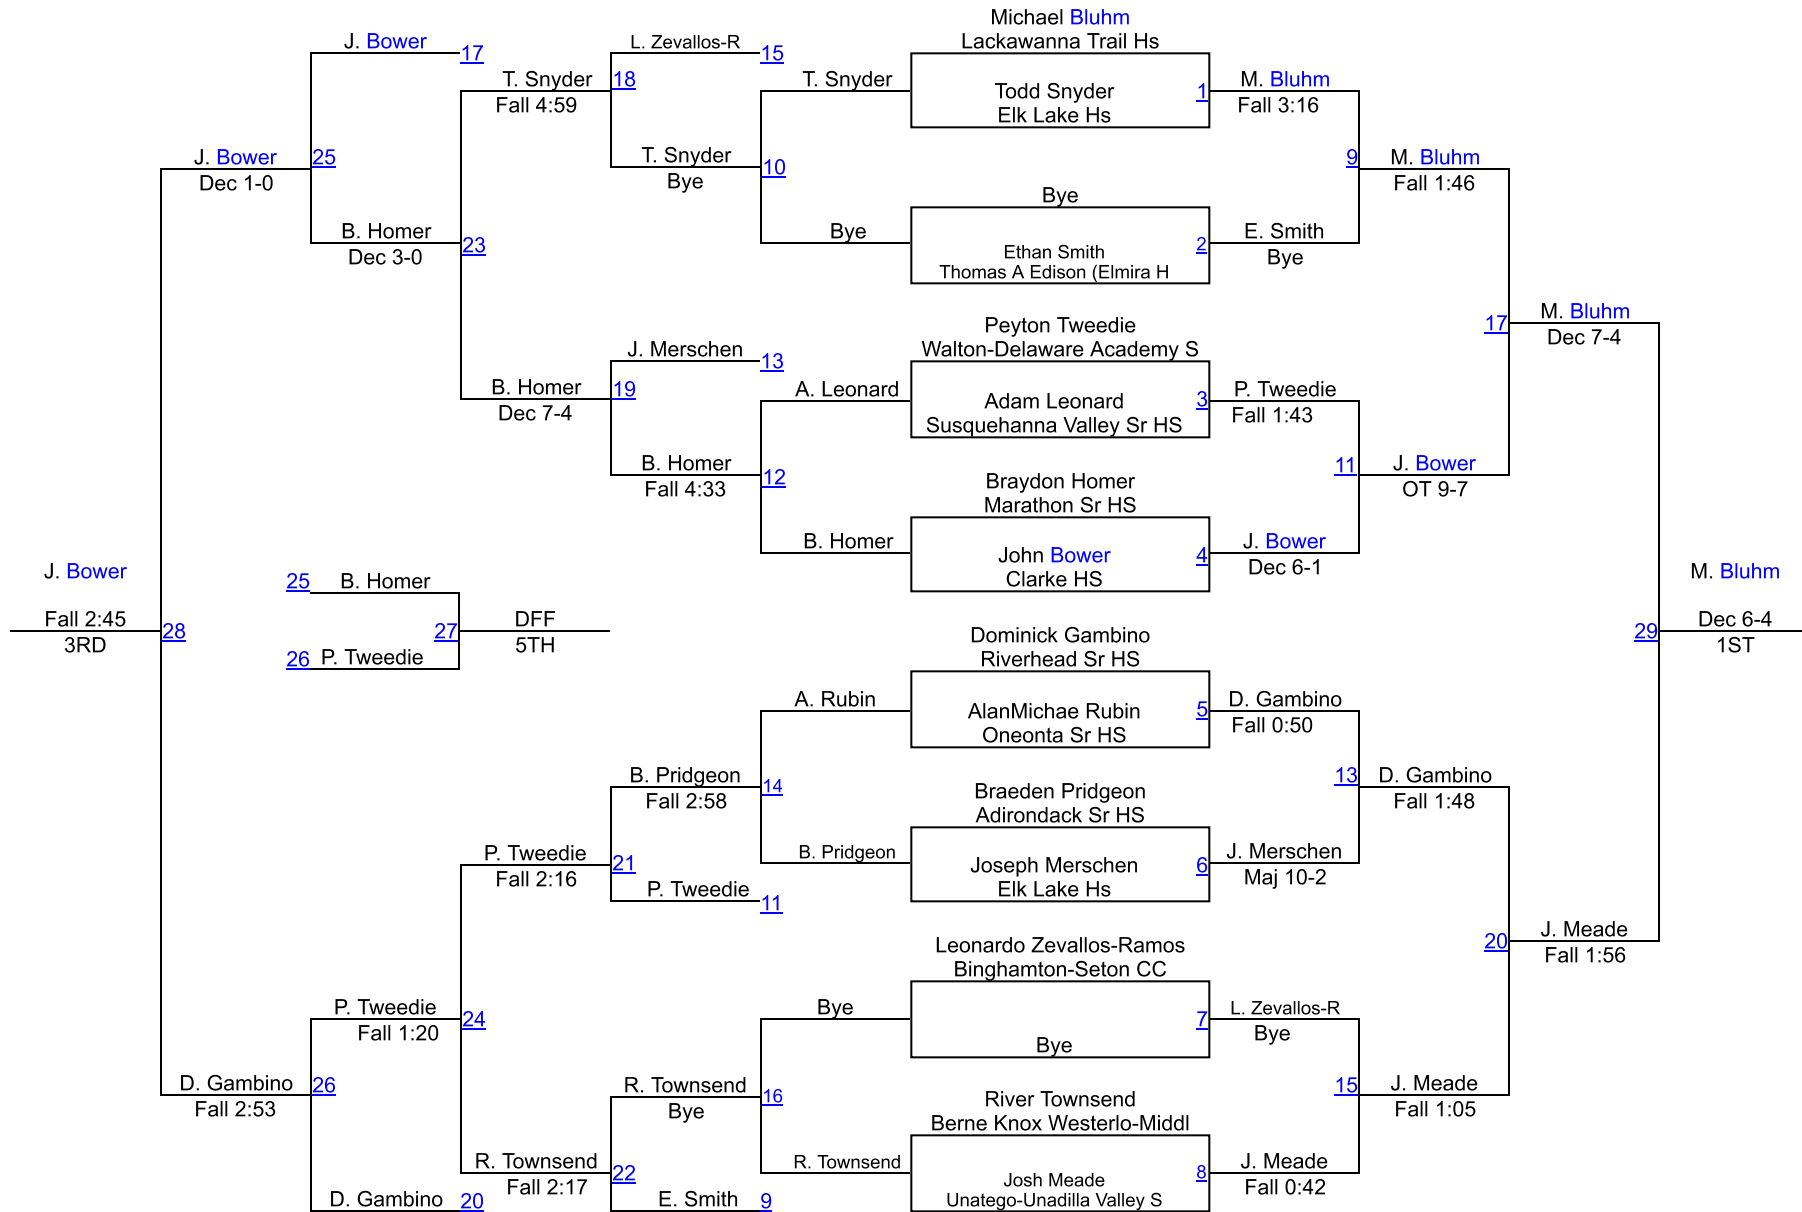 Michael Bluhm
Lackawanna Trail Hs
J. Bower
17
L. Zevallos-R
15
T. Snyder
Fall 4:59
18
T. Snyder
Todd Snyder
Elk Lake Hs
1
M. Bluhm
Fall 3:16
J. Bower
Dec 1-0
25
T. Snyder
Bye
10
9
M. Bluhm
Fall 1:46
Bye
B. Homer
Dec 3-0
23
Bye
Ethan Smith
Thomas A Edison (Elmira H
2
E. Smith
Bye
Peyton Tweedie
Walton-Delaware Academy S
17
M. Bluhm
Dec 7-4
J. Merschen
13
B. Homer
Dec 7-4
19
A. Leonard
Adam Leonard
Susquehanna Valley Sr HS
3
P. Tweedie
Fall 1:43
B. Homer
Fall 4:33
12
Braydon Homer
Marathon Sr HS
11
J. Bower
OT 9-7
B. Homer
John Bower
Clarke HS
4
J. Bower
Dec 6-1
J. Bower
Fall 2:45
3RD
28
25
B. Homer
27
26
P. Tweedie
DFF
5TH
M. Bluhm
29
Dec 6-4
1ST
Dominick Gambino
Riverhead Sr HS
A. Rubin
AlanMichae Rubin
Oneonta Sr HS
5
D. Gambino
Fall 0:50
B. Pridgeon
Fall 2:58
14
Braeden Pridgeon
Adirondack Sr HS
13
D. Gambino
Fall 1:48
P. Tweedie
Fall 2:16
21
B. Pridgeon
Joseph Merschen
Elk Lake Hs
6
J. Merschen
Maj 10-2
P. Tweedie
11
Leonardo Zevallos-Ramos
Binghamton-Seton CC
20
J. Meade
Fall 1:56
P. Tweedie
Fall 1:20
24
Bye
Bye
7
L. Zevallos-R
Bye
D. Gambino
Fall 2:53
26
R. Townsend
Bye
16
River Townsend
Berne Knox Westerlo-Middl
15
J. Meade
Fall 1:05
R. Townsend
Fall 2:17
22
R. Townsend
Josh Meade
Unatego-Unadilla Valley S
8
J. Meade
Fall 0:42
D. Gambino
20
E. Smith
9